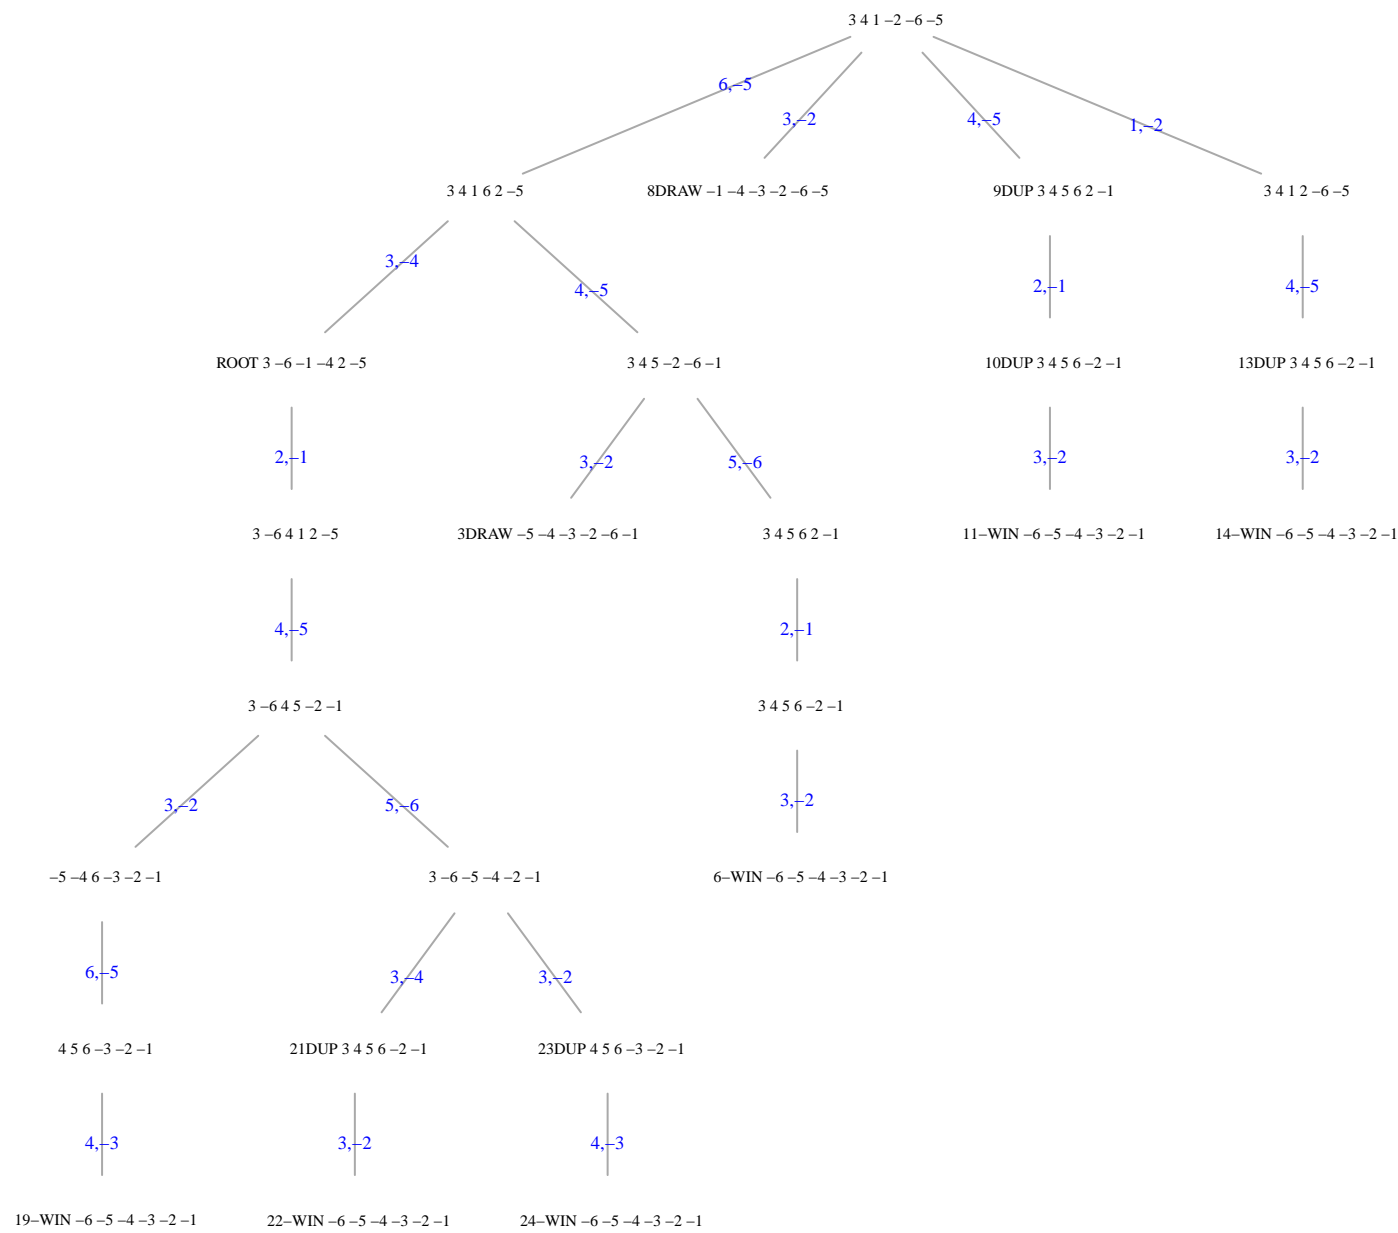 3 4 1 –2 –6 –5
6,–5
3,–2
4,–5
1,–2
3 4 1 6 2 –5
8DRAW –1 –4 –3 –2 –6 –5
9DUP 3 4 5 6 2 –1
3 4 1 2 –6 –5
3,–4
4,–5
2,–1
4,–5
ROOT 3 –6 –1 –4 2 –5
3 4 5 –2 –6 –1
10DUP 3 4 5 6 –2 –1
13DUP 3 4 5 6 –2 –1
2,–1
3,–2
5,–6
3,–2
3,–2
3 –6 4 1 2 –5
3DRAW –5 –4 –3 –2 –6 –1
3 4 5 6 2 –1
11–WIN –6 –5 –4 –3 –2 –1
14–WIN –6 –5 –4 –3 –2 –1
4,–5
2,–1
3 –6 4 5 –2 –1
3 4 5 6 –2 –1
3,–2
5,–6
3,–2
–5 –4 6 –3 –2 –1
3 –6 –5 –4 –2 –1
6–WIN –6 –5 –4 –3 –2 –1
6,–5
3,–4
3,–2
4 5 6 –3 –2 –1
21DUP 3 4 5 6 –2 –1
23DUP 4 5 6 –3 –2 –1
4,–3
3,–2
4,–3
19–WIN –6 –5 –4 –3 –2 –1
22–WIN –6 –5 –4 –3 –2 –1
24–WIN –6 –5 –4 –3 –2 –1